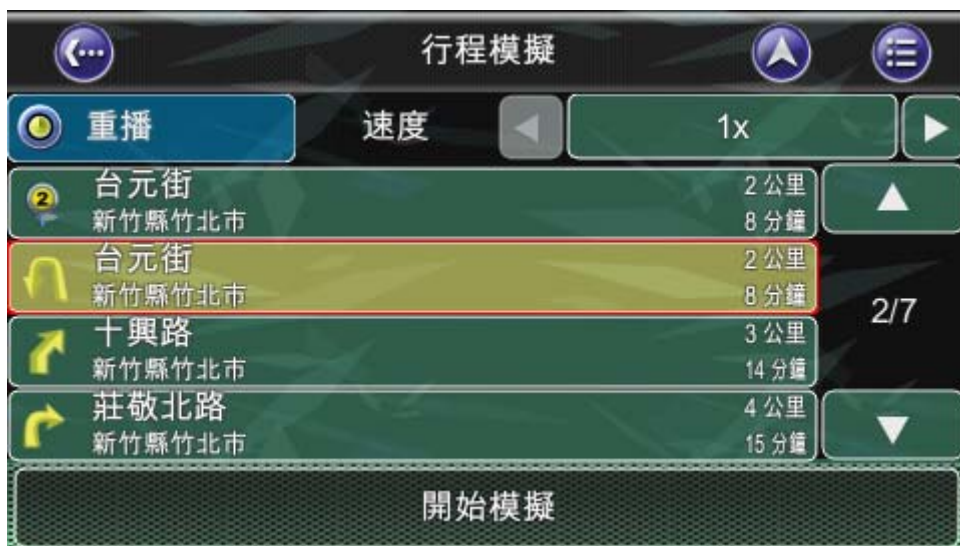 行程模擬
重播 速度 1x
2 台元街 2 公里
新竹縣竹北市 8 分鐘
台元街 2 公里
新竹縣竹北市 8 分鐘
2/7
十興路 3 公里
新竹縣竹北市 14 分鐘
莊敬北路 4 公里
新竹縣竹北市 15 分鐘
開始模擬